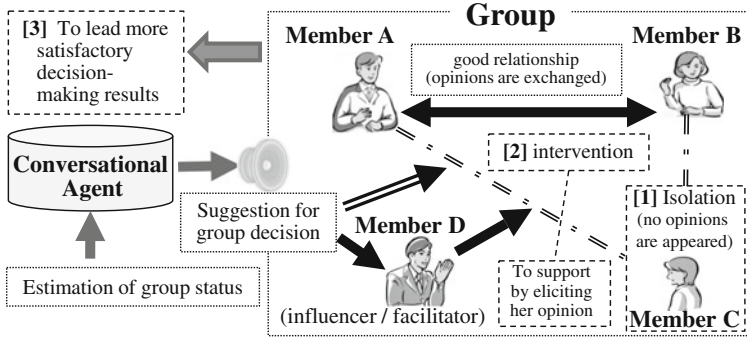 Group
[3] To lead more
satisfactory
decision-
making results
Member A
good relationship
(opinions are exchanged)
Member B
Conversational
Agent
[2] intervention
[1] Isolation
(no opinions
are appeared)
Suggestion for
group decision
Member D
Estimation of group status
(influencer / facilitator)
To support
by eliciting
her opinion
Member C